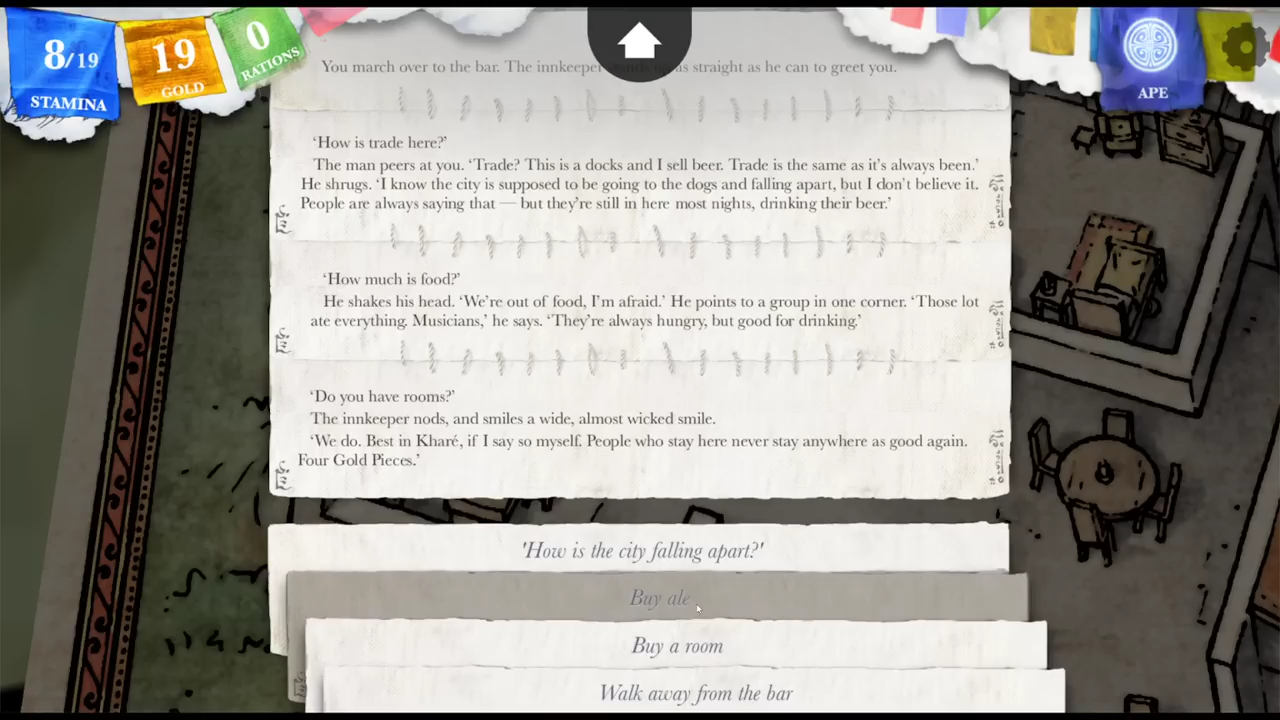 8/19
STAMINA
19
GOLD
0
RATIONS
APE
You march over to the bar. The innkeeper as straight as he can to greet you.
‘How is trade here?’
The man peers at you. ‘Trade? This is a docks and I sell beer. Trade is the same as it’s always been.’
He shrugs. ‘I know the city is supposed to be going to the dogs and falling apart, but I don’t believe it.
People are always saying that — but they’re still in here most nights, drinking their beer.’
‘How much is food?’
He shakes his head. ‘We’re out of food, I’m afraid.’ He points to a group in one corner. ‘Those lot
ate everything. Musicians,’ he says. ‘They’re always hungry, but good for drinking.’
‘Do you have rooms?’
The innkeeper nods, and smiles a wide, almost wicked smile.
‘We do. Best in Kharé, if I say so myself. People who stay here never stay anywhere as good again.
Four Gold Pieces.’
'How is the city falling apart?'
Buy ale
Buy a room
Walk away from the bar